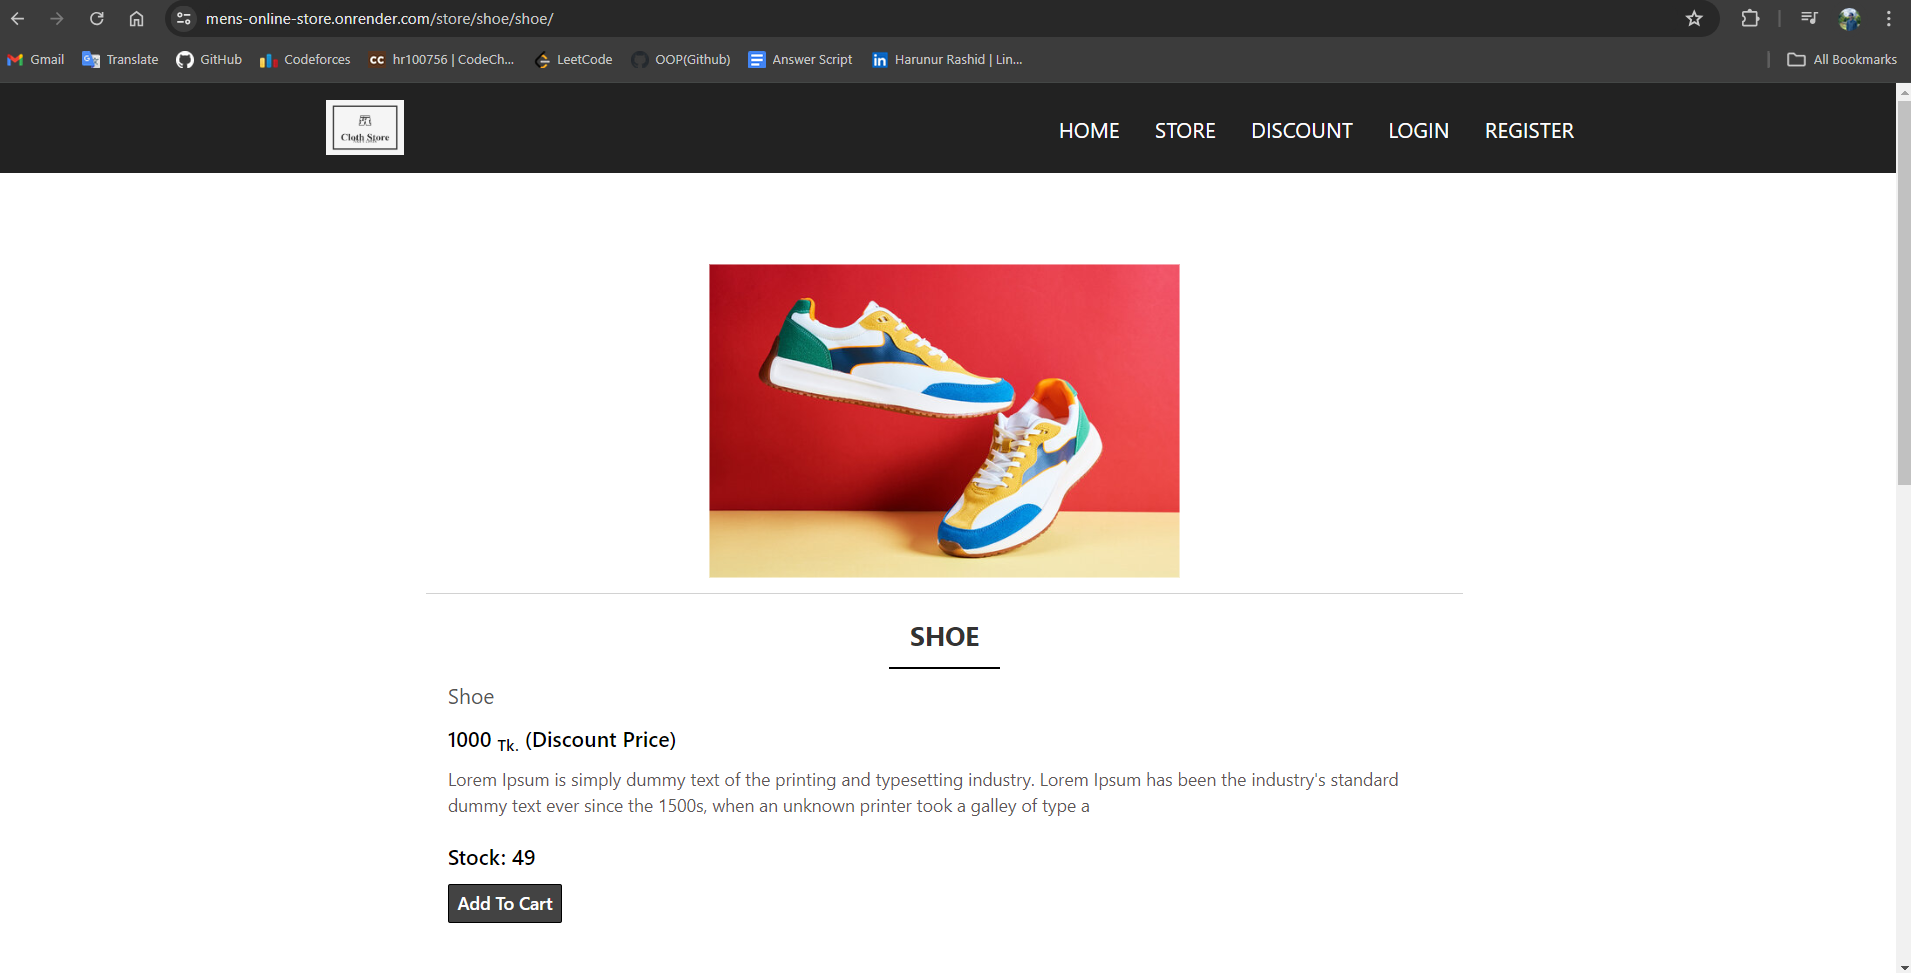 mens-online-store.onrender.com/store/shoe/shoe/
Gmail
Translate
GitHub
Codeforces
CC hr100756 | CodeCh...
LeetCode
OOP(Github)
Answer Script
in Harunur Rashid | Lin...
All Bookmarks
Cloth Store
HOME
STORE
DISCOUNT
LOGIN
REGISTER
SHOE
Shoe
1000 Tk. (Discount Price)
Lorem Ipsum is simply dummy text of the printing and typesetting industry. Lorem Ipsum has been the industry's standard
dummy text ever since the 1500s, when an unknown printer took a galley of type a
Stock: 49
Add To Cart